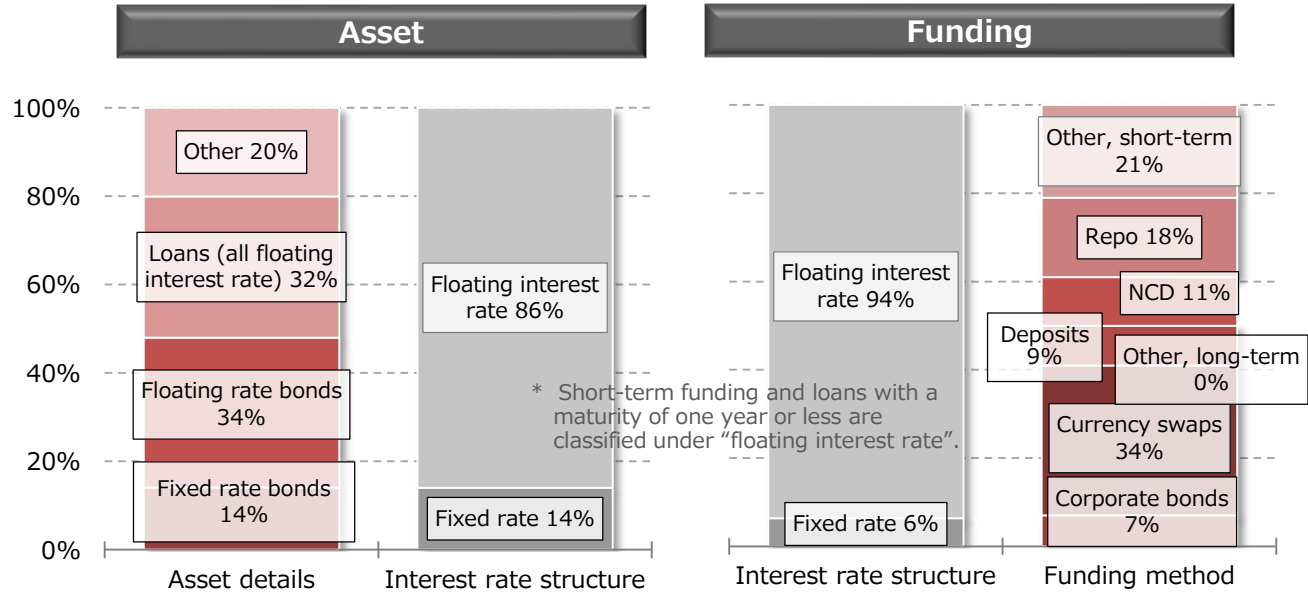 Asset
Funding
100%
80%
60%
40%
20%
0%
Other 20%
Loans (all floating
interest rate) 32%
Floating rate bonds
34%
Fixed rate bonds
14%
Asset details
Floating interest
rate 86%
Fixed rate 14%
Interest rate structure
* Short-term funding and loans with a
maturity of one year or less are
classified under “floating interest rate”.
Floating interest
rate 94%
Fixed rate 6%
Interest rate structure
Other, short-term
21%
Repo 18%
NCD 11%
Deposits
9%
Other, long-term
0%
Currency swaps
34%
Corporate bonds
7%
Funding method